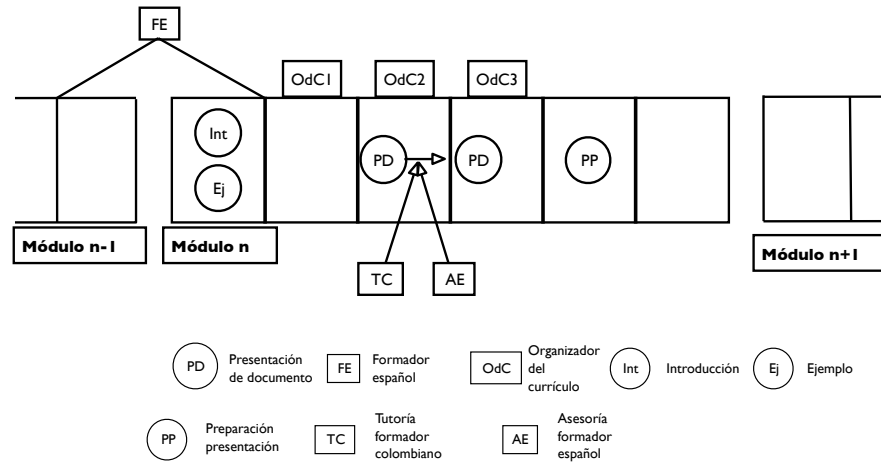 FE
OdC1 OdC2 OdC3
Int
Ej
PD PD PP
Módulo n-1 Módulo n Módulo n+1
TC AE
PD Presentación de documento
FE Formador español
OdC Organizador del currículo
Int Introducción
Ej Ejemplo
PP Preparación presentación
TC Tutoría formador colombiano
AE Asesoría formador español